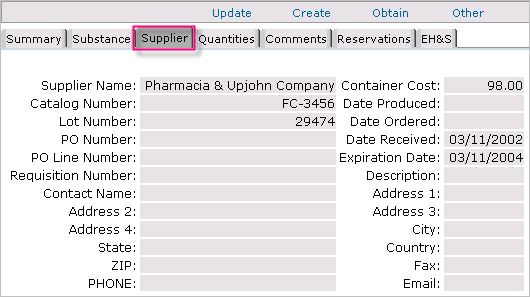 Update Create Obtain Other
Summary Substance Supplier Quantities Comments Reservations EH&S
Supplier Name: Pharmacia & Upjohn Company Container Cost: 98.00
Catalog Number: FC-3456 Date Produced:
Lot Number: 29474 Date Ordered:
PO Number: Date Received: 03/11/2002
PO Line Number: Expiration Date: 03/11/2004
Requisition Number: Description:
Contact Name: Address 1:
Address 2: Address 3:
Address 4: City:
State: Country:
ZIP: Fax:
PHONE: Email: